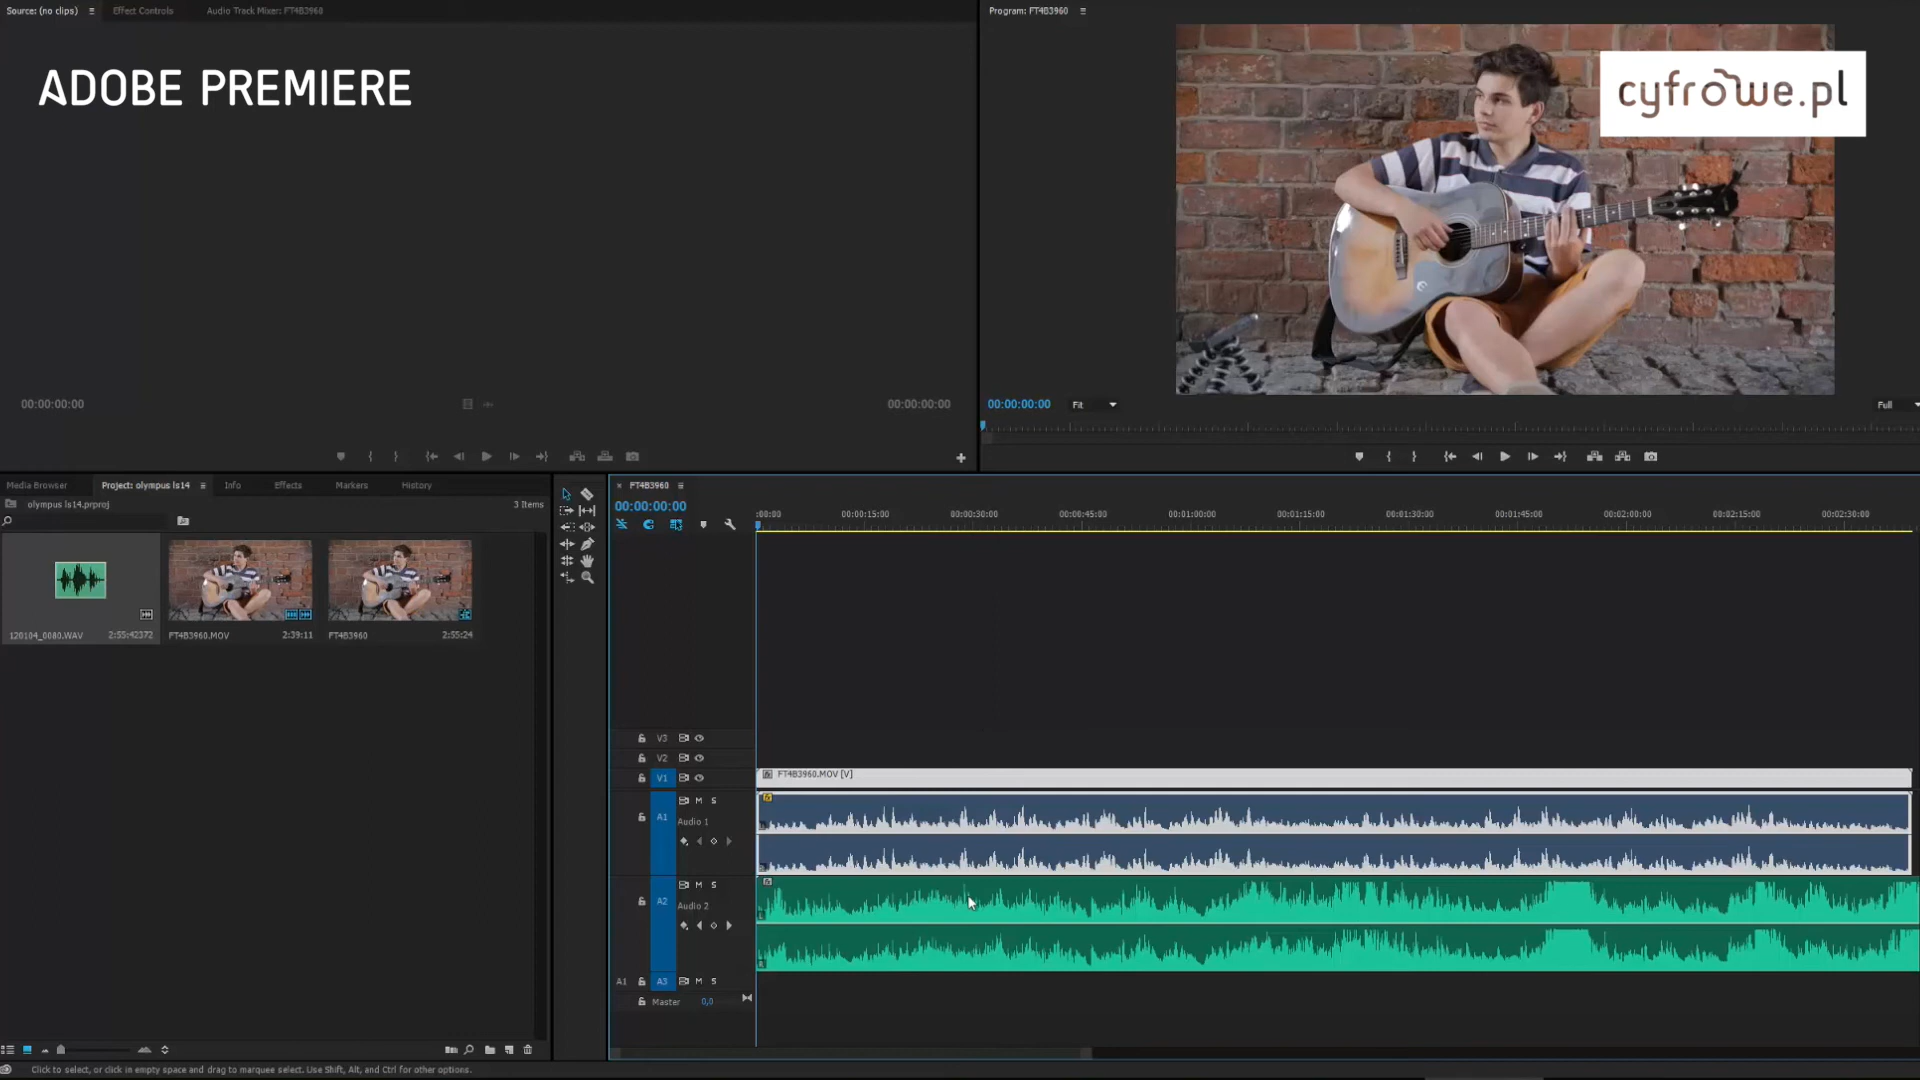 Source: (no clips)
Effect Controls
Audio Track Mixer: FT4B3960
Program: FT4B3960
ADOBE PREMIERE
cyfrowe.pl
00:00:00:00
00:00:00:00
00:00:00:00
Fit
Full
Media Browser
Project: olympus ls14
Info
Effects
Markers
History
olympus ls14.prproj
3 Items
120104_0080.WAV
2:55:42372
FT4B3960.MOV
2:39:11
FT4B3960
2:55:24
FT4B3960
00:00:00:00
:00:00
00:00:15:00
00:00:30:00
00:00:45:00
00:01:00:00
00:01:15:00
00:01:30:00
00:01:45:00
00:02:00:00
00:02:15:00
00:02:30:00
V3
V2
V1
FT4B3960.MOV [V]
A1
M S
Audio 1
A2
M S
Audio 2
A1
A3
M S
Master
0,0
Click to select, or click in empty space and drag to marquee select. Use Shift, Alt, and Ctrl for other options.